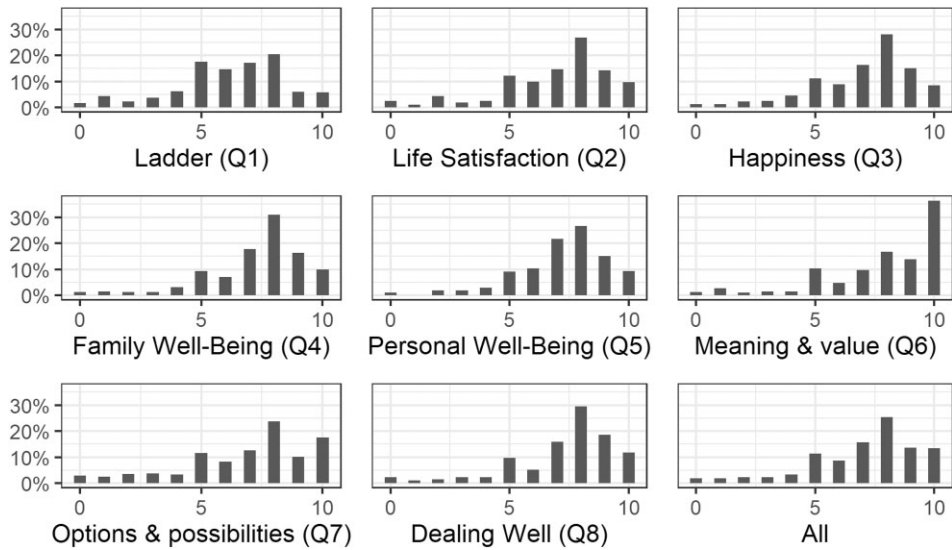 30%
20%
10%
0%
0 5 10
0 5 10
0 5 10
Ladder (Q1)
Life Satisfaction (Q2)
Happiness (Q3)
30%
20%
10%
0%
0 5 10
0 5 10
0 5 10
Family Well-Being (Q4)
Personal Well-Being (Q5)
Meaning & value (Q6)
30%
20%
10%
0%
0 5 10
0 5 10
0 5 10
Options & possibilities (Q7)
Dealing Well (Q8)
All